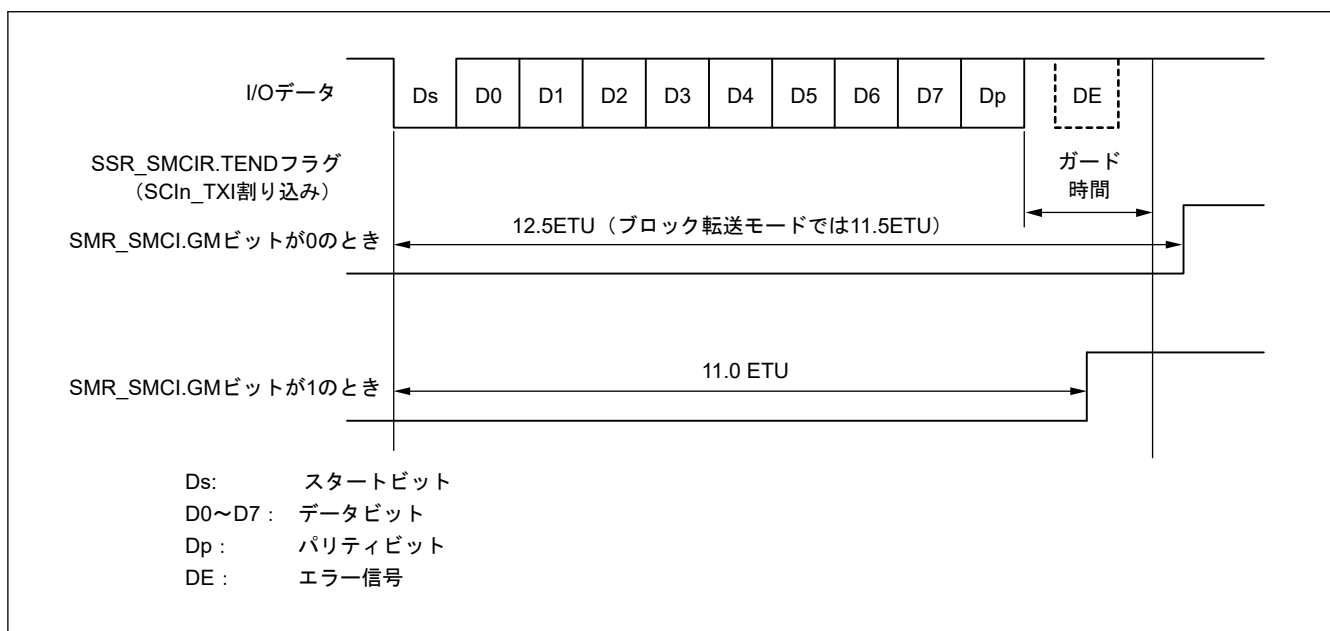 I/Oデータ
Ds D0 D1 D2 D3 D4 D5 D6 D7 Dp DE
SSR_SMCIR.TENDフラグ
（SCIn_TXI割り込み）
ガード
時間
12.5ETU（ブロック転送モードでは11.5ETU）
SMR_SMCI.GMビットが0のとき
11.0 ETU
SMR_SMCI.GMビットが1のとき
Ds: スタートビット
D0～D7： データビット
Dp： パリティビット
DE： エラー信号